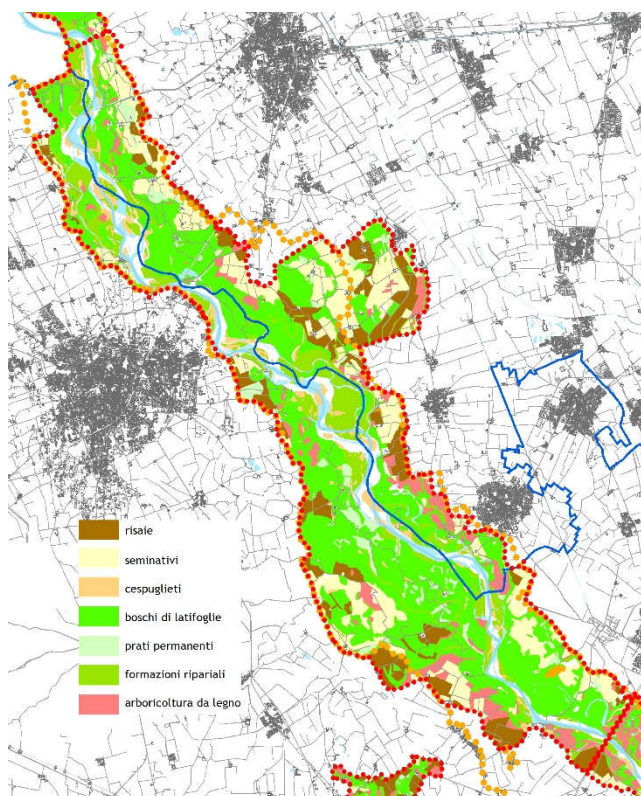 risaie
seminativi
cespuglieti
boschi di latifoglie
prati permanenti
formazioni ripariali
arboricoltura da legno